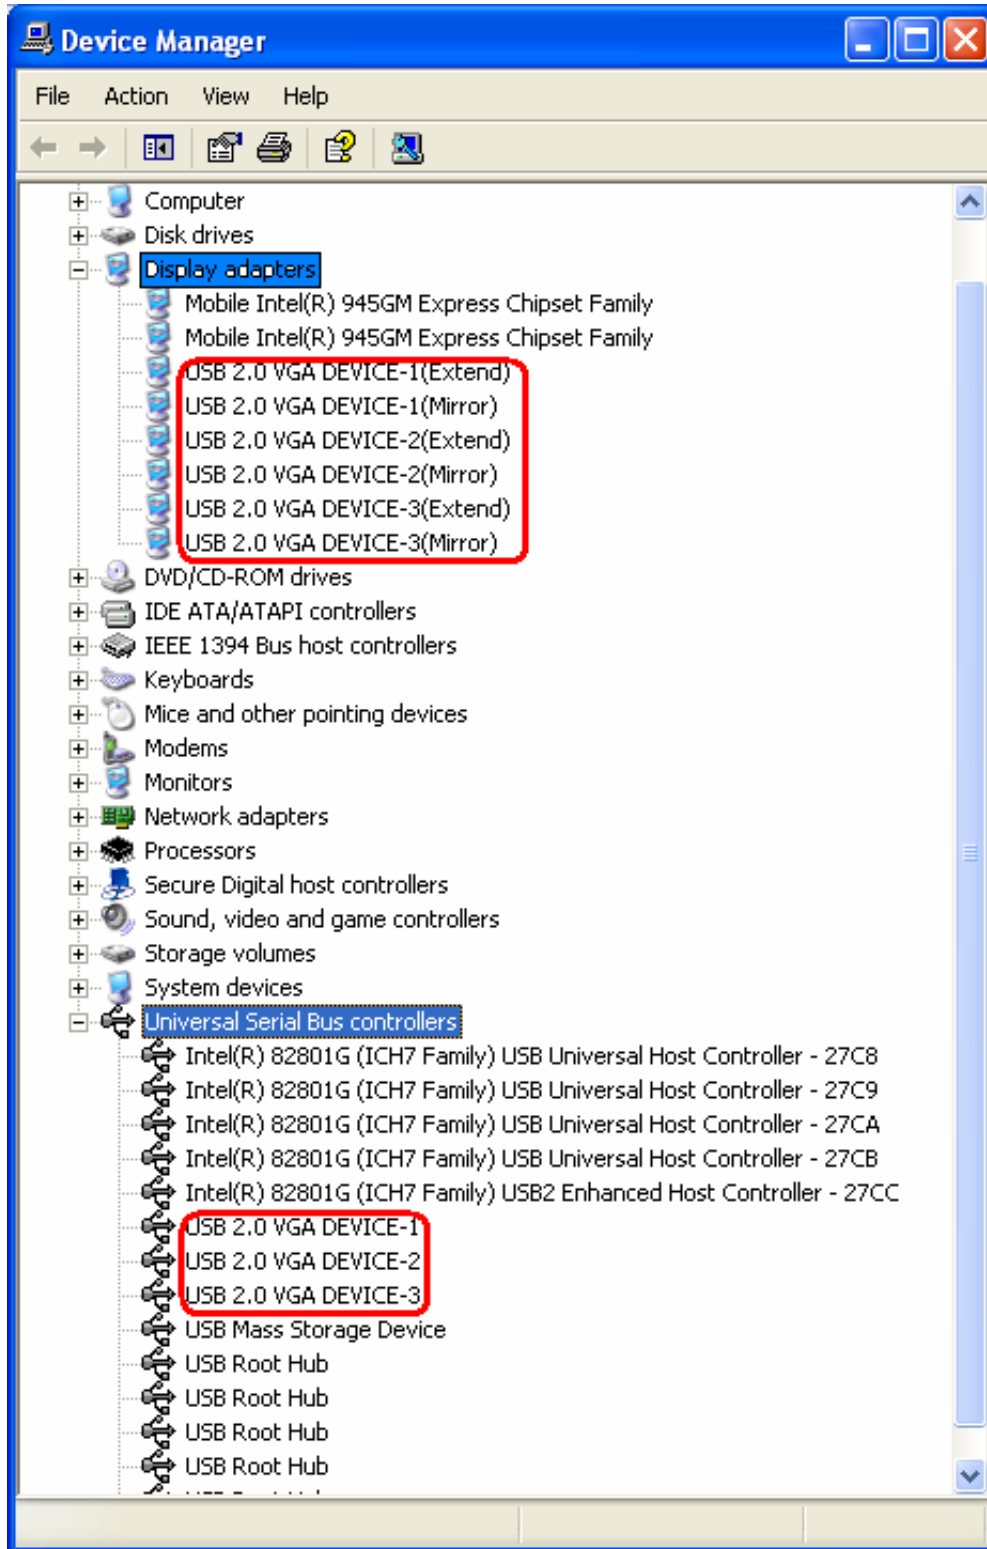 Device Manager
File Action View Help
Computer
Disk drives
Display adapters
Mobile Intel(R) 945GM Express Chipset Family
Mobile Intel(R) 945GM Express Chipset Family
USB 2.0 VGA DEVICE-1(Extend)
USB 2.0 VGA DEVICE-1(Mirror)
USB 2.0 VGA DEVICE-2(Extend)
USB 2.0 VGA DEVICE-2(Mirror)
USB 2.0 VGA DEVICE-3(Extend)
USB 2.0 VGA DEVICE-3(Mirror)
DVD/CD-ROM drives
IDE ATA/ATAPI controllers
IEEE 1394 Bus host controllers
Keyboards
Mice and other pointing devices
Modems
Monitors
Network adapters
Processors
Secure Digital host controllers
Sound, video and game controllers
Storage volumes
System devices
Universal Serial Bus controllers
Intel(R) 82801G (ICH7 Family) USB Universal Host Controller - 27C8
Intel(R) 82801G (ICH7 Family) USB Universal Host Controller - 27C9
Intel(R) 82801G (ICH7 Family) USB Universal Host Controller - 27CA
Intel(R) 82801G (ICH7 Family) USB Universal Host Controller - 27CB
Intel(R) 82801G (ICH7 Family) USB2 Enhanced Host Controller - 27CC
USB 2.0 VGA DEVICE-1
USB 2.0 VGA DEVICE-2
USB 2.0 VGA DEVICE-3
USB Mass Storage Device
USB Root Hub
USB Root Hub
USB Root Hub
USB Root Hub